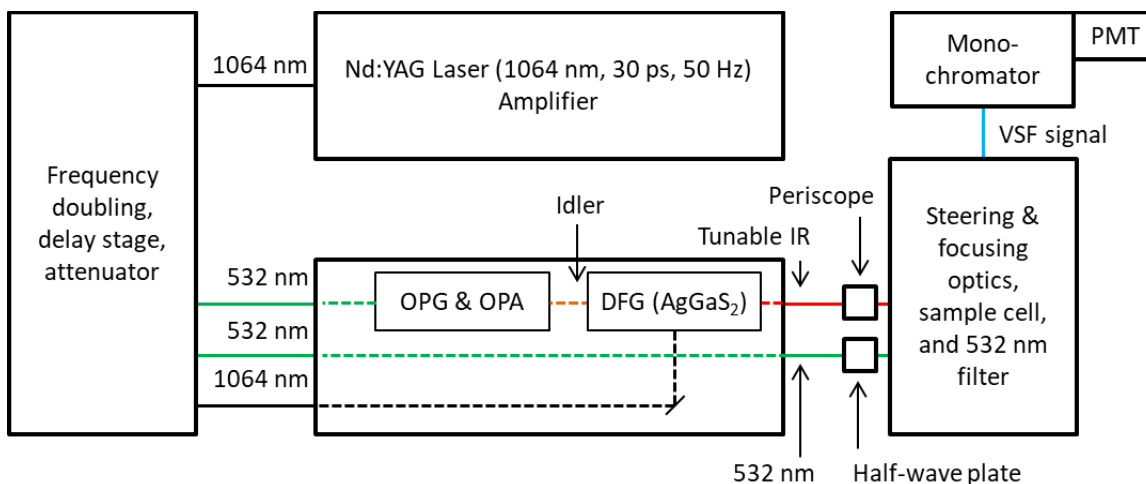 1064 nm
Nd:YAG Laser (1064 nm, 30 ps, 50 Hz)
Amplifier
Mono-
chromator
PMT
VSF signal
Frequency
doubling,
delay stage,
attenuator
532 nm
532 nm
1064 nm
Idler
OPG & OPA
DFG (AgGaS₂)
Tunable IR
Periscope
532 nm
Half-wave plate
Steering &
focusing
optics,
sample cell,
and 532 nm
filter